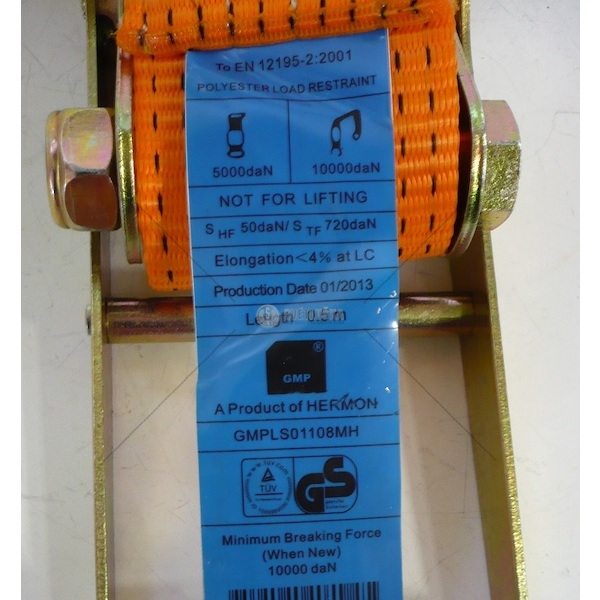 To EN 12195-2:2001
POLYESTER LOAD RESTRAINT
5000daN 10000daN
NOT FOR LIFTING
S HF 50daN/ S TF 720daN
Elongation<4% at LC
Production Date 01/2013
Length 0.5m
GMP ®
A Product of HERMON
GMPLS01108MH
TÜV
GS
Minimum Breaking Force
(When New)
10000 daN